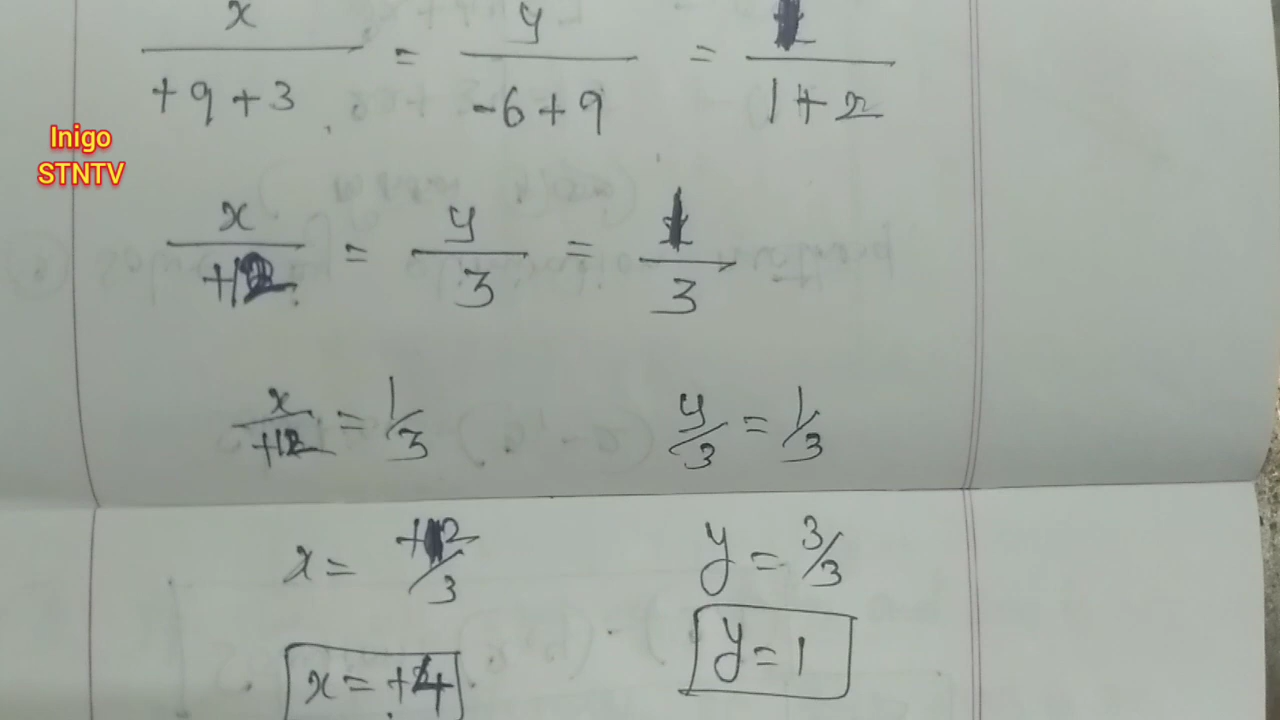 x/+9+3 = y/-6+9 = 1/1+2
Inigo
STNTV
x/+12 = y/3 = 1/3
x/+12 = 1/3 y/3 = 1/3
x = +12/3 y = 3/3
x = +4 y = 1